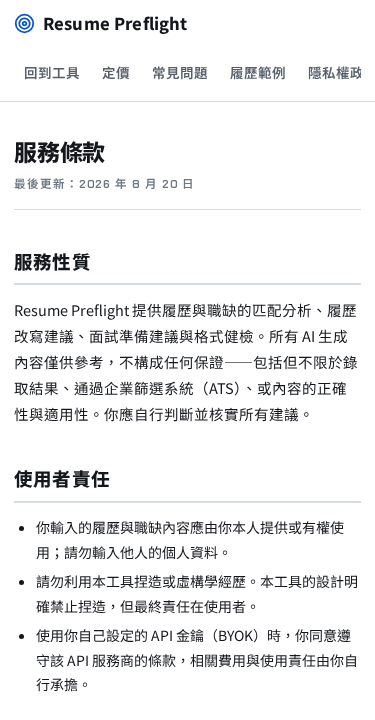 Resume Preflight
回到工具 定價 常見問題 履歷範例 隱私權政
服務條款
最後更新：2026 年 8 月 20 日
服務性質
Resume Preflight 提供履歷與職缺的匹配分析、履歷
改寫建議、面試準備建議與格式健檢。所有 AI 生成
內容僅供參考，不構成任何保證——包括但不限於錄
取結果、通過企業篩選系統（ATS）、或內容的正確
性與適用性。你應自行判斷並核實所有建議。
使用者責任
• 你輸入的履歷與職缺內容應由你本人提供或有權使
用；請勿輸入他人的個人資料。
• 請勿利用本工具捏造或虛構學經歷。本工具的設計明
確禁止捏造，但最終責任在使用者。
• 使用你自己設定的 API 金鑰（BYOK）時，你同意遵
守該 API 服務商的條款，相關費用與使用責任由你自
行承擔。